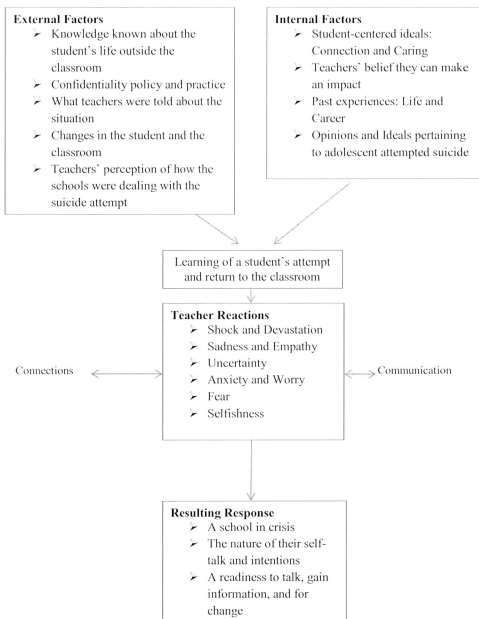 External Factors
➢ Knowledge known about the
student's life outside the
classroom
➢ Confidentiality policy and practice
➢ What teachers were told about the
situation
➢ Changes in the student and the
classroom
➢ Teachers' perception of how the
schools were dealing with the
suicide attempt
Internal Factors
➢ Student-centered ideals:
Connection and Caring
➢ Teachers' belief they can make
an impact
➢ Past experiences: Life and
Career
➢ Opinions and Ideals pertaining
to adolescent attempted suicide
Learning of a student's attempt
and return to the classroom
Teacher Reactions
➢ Shock and Devastation
➢ Sadness and Empathy
➢ Uncertainty
➢ Anxiety and Worry
➢ Fear
➢ Selfishness
Connections
Communication
Resulting Response
➢ A school in crisis
➢ The nature of their self-
talk and intentions
➢ A readiness to talk, gain
information, and for
change